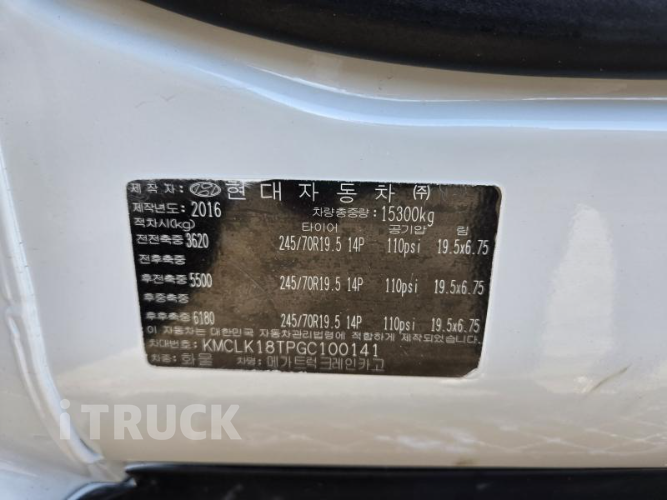 제작자: 현대자동차㈜
제작년도: 2016 차량총중량: 15300kg
적차시(kg) 타이어 공기압 림
전전축중 3620 245/70R19.5 14P 110psi 19.5x6.75
전후축중
후전축중 5500 245/70R19.5 14P 110psi 19.5x6.75
후중축중
후후축중 6180 245/70R19.5 14P 110psi 19.5x6.75
이 자동차는 대한민국 자동차관리법령에 적합하게 제작되었습니다.
차대번호: KMCLK18TPGC100141
차종: 화물 차명: 메가트럭크레인카고
iTRUCK